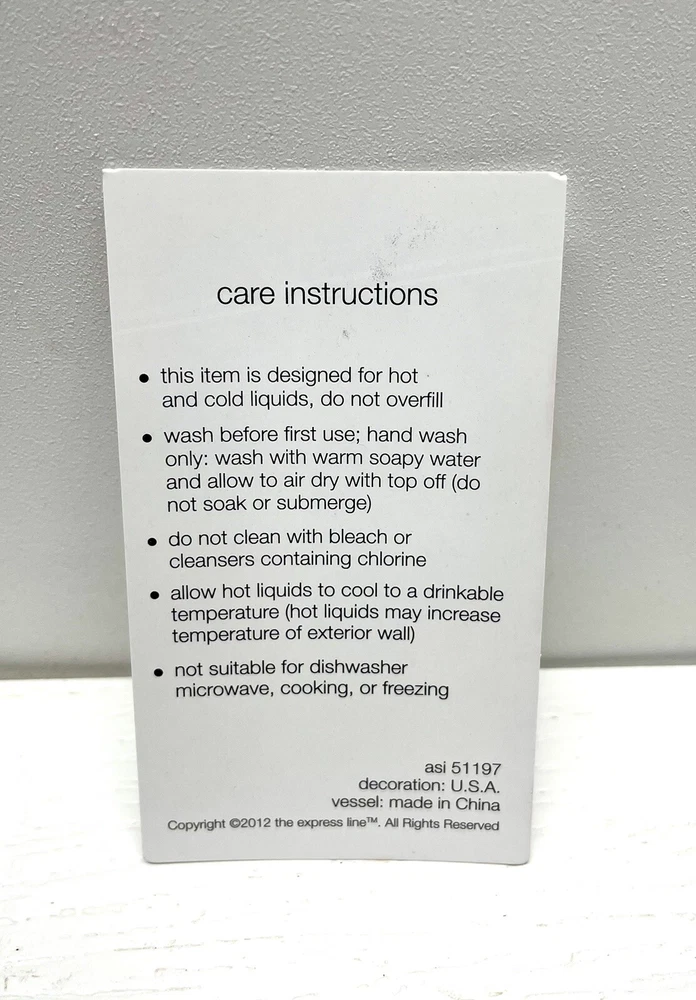 care instructions
• this item is designed for hot
and cold liquids, do not overfill
• wash before first use; hand wash
only: wash with warm soapy water
and allow to air dry with top off (do
not soak or submerge)
• do not clean with bleach or
cleansers containing chlorine
• allow hot liquids to cool to a drinkable
temperature (hot liquids may increase
temperature of exterior wall)
• not suitable for dishwasher
microwave, cooking, or freezing
asi 51197
decoration: U.S.A.
vessel: made in China
Copyright ©2012 the express line™. All Rights Reserved